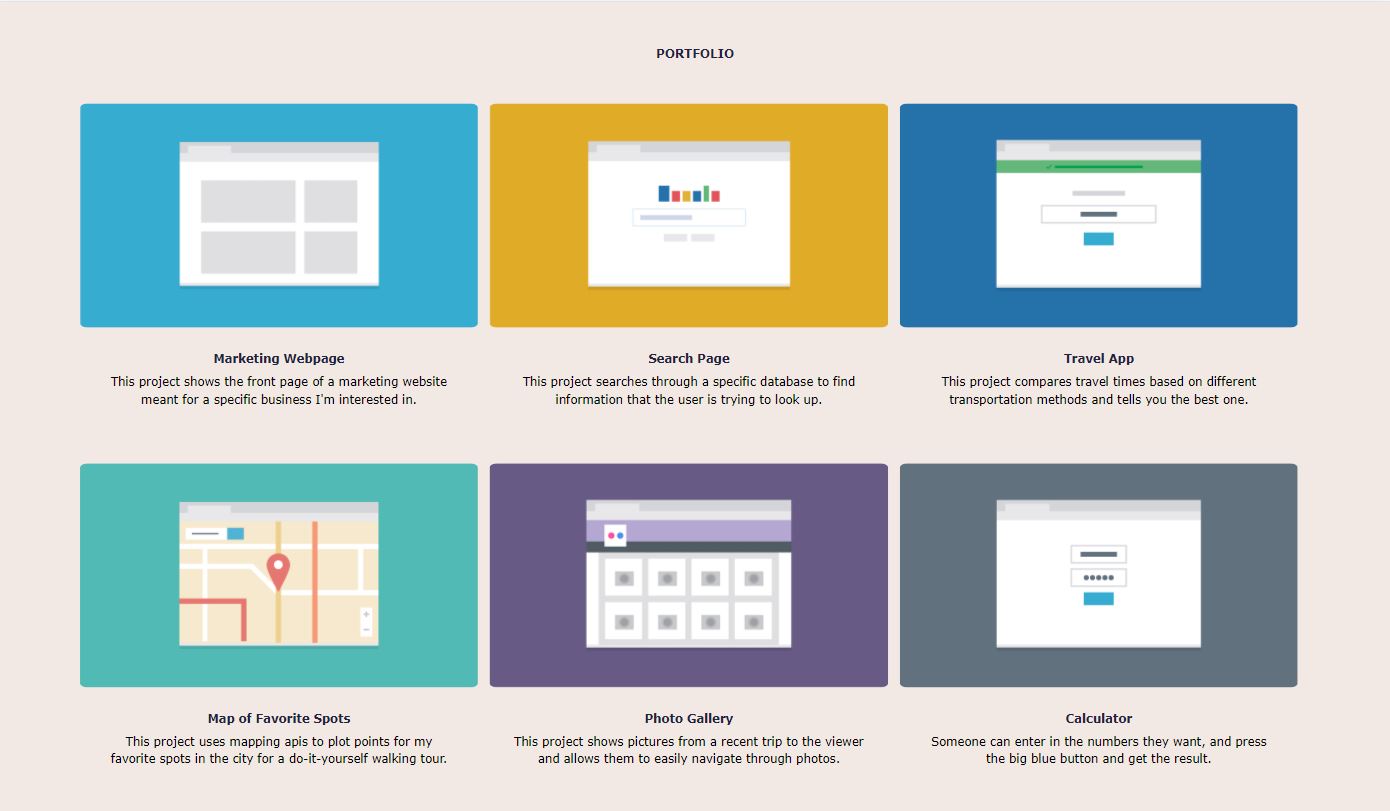 PORTFOLIO
Marketing Webpage
This project shows the front page of a marketing website
meant for a specific business I'm interested in.
Search Page
This project searches through a specific database to find
information that the user is trying to look up.
Travel App
This project compares travel times based on different
transportation methods and tells you the best one.
Map of Favorite Spots
This project uses mapping apis to plot points for my
favorite spots in the city for a do-it-yourself walking tour.
Photo Gallery
This project shows pictures from a recent trip to the viewer
and allows them to easily navigate through photos.
Calculator
Someone can enter in the numbers they want, and press
the big blue button and get the result.